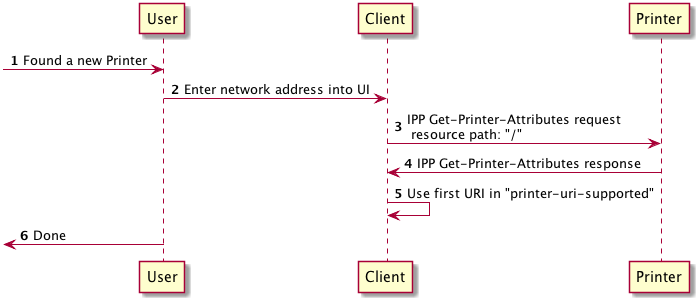 User Client Printer
1 Found a new Printer
2 Enter network address into UI
3 IPP Get-Printer-Attributes request
resource path: "/"
4 IPP Get-Printer-Attributes response
5 Use first URI in "printer-uri-supported"
6 Done
User Client Printer